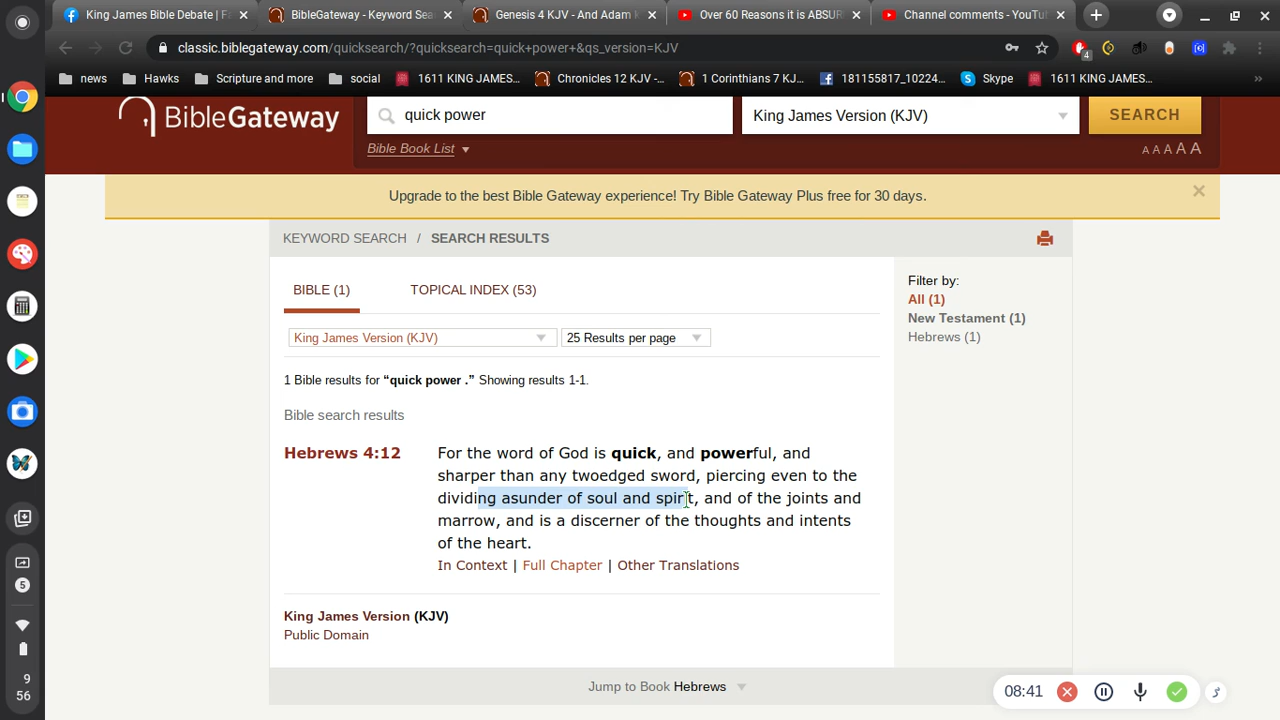 King James Bible Debate | Fa
BibleGateway - Keyword Sea
Genesis 4 KJV - And Adam k
Over 60 Reasons it is ABSUR
Channel comments - YouTu
classic.biblegateway.com/quicksearch/?quicksearch=quick+power+&qs_version=KJV
4
news
Hawks
Scripture and more
social
1611 KING JAMES...
Chronicles 12 KJV -...
1 Corinthians 7 KJ...
181155817_10224...
Skype
1611 KING JAMES...
»
BibleGateway
quick power
King James Version (KJV)
SEARCH
Bible Book List
A A A A A
Upgrade to the best Bible Gateway experience! Try Bible Gateway Plus free for 30 days.
KEYWORD SEARCH / SEARCH RESULTS
BIBLE (1)
TOPICAL INDEX (53)
King James Version (KJV)
25 Results per page
1 Bible results for “quick power .” Showing results 1-1.
Bible search results
Hebrews 4:12
For the word of God is quick, and powerful, and
sharper than any twoedged sword, piercing even to the
dividing asunder of soul and spirit, and of the joints and
marrow, and is a discerner of the thoughts and intents
of the heart.
In Context | Full Chapter | Other Translations
King James Version (KJV)
Public Domain
Jump to Book Hebrews
Filter by:
All (1)
New Testament (1)
Hebrews (1)
5
9
56
08:41